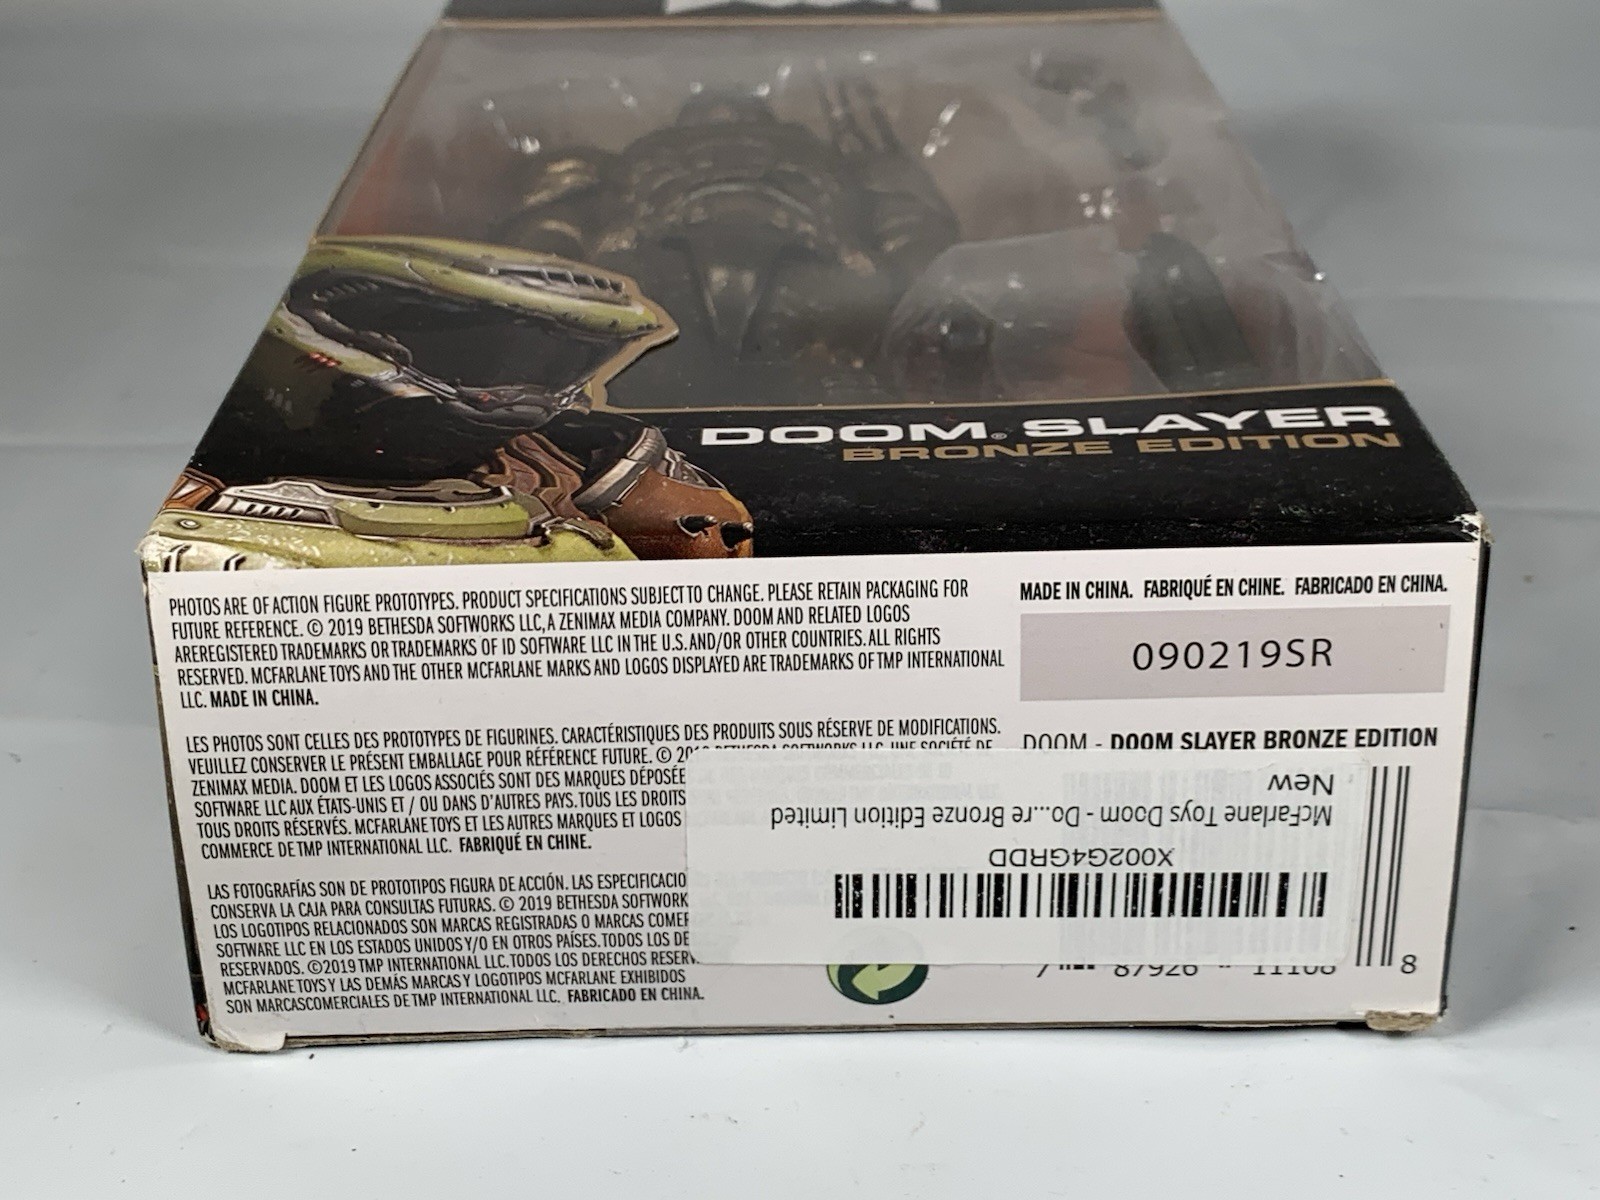 DOOM® SLAYER
BRONZE EDITION
PHOTOS ARE OF ACTION FIGURE PROTOTYPES. PRODUCT SPECIFICATIONS SUBJECT TO CHANGE. PLEASE RETAIN PACKAGING FOR
FUTURE REFERENCE. © 2019 BETHESDA SOFTWORKS LLC, A ZENIMAX MEDIA COMPANY. DOOM AND RELATED LOGOS
AREREGISTERED TRADEMARKS OR TRADEMARKS OF ID SOFTWARE LLC IN THE U.S. AND/OR OTHER COUNTRIES. ALL RIGHTS
RESERVED. MCFARLANE TOYS AND THE OTHER MCFARLANE MARKS AND LOGOS DISPLAYED ARE TRADEMARKS OF TMP INTERNATIONAL
LLC. MADE IN CHINA.
LES PHOTOS SONT CELLES DES PROTOTYPES DE FIGURINES. CARACTÉRISTIQUES DES PRODUITS SOUS RÉSERVE DE MODIFICATIONS.
VEUILLEZ CONSERVER LE PRÉSENT EMBALLAGE POUR RÉFÉRENCE FUTURE. © BETHESDA SOFTWORKS LLC, UNE SOCIÉTÉ DE
ZENIMAX MEDIA. DOOM ET LES LOGOS ASSOCIÉS SONT DES MARQUES DÉPOSÉE
SOFTWARE LLC AUX ÉTATS-UNIS ET / OU DANS D'AUTRES PAYS. TOUS LES DROITS
TOUS DROITS RÉSERVÉS. MCFARLANE TOYS ET LES AUTRES MARQUES ET LOGOS
COMMERCE DE TMP INTERNATIONAL LLC. FABRIQUÉ EN CHINE.
LAS FOTOGRAFÍAS SON DE PROTOTIPOS FIGURA DE ACCIÓN. LAS ESPECIFICACIO
CONSERVA LA CAJA PARA CONSULTAS FUTURAS. © 2019 BETHESDA SOFTWORK
LOS LOGOTIPOS RELACIONADOS SON MARCAS REGISTRADAS O MARCAS COMER
SOFTWARE LLC EN LOS ESTADOS UNIDOS Y/O EN OTROS PAÍSES. TODOS LOS DE
RESERVADOS. ©2019 TMP INTERNATIONAL LLC. TODOS LOS DERECHOS RESERV
MCFARLANE TOYS Y LAS DEMÁS MARCAS Y LOGOTIPOS MCFARLANE EXHIBIDOS
SON MARCASCOMERCIALES DE TMP INTERNATIONAL LLC. FABRICADO EN CHINA.
MADE IN CHINA. FABRIQUÉ EN CHINE. FABRICADO EN CHINA.
090219SR
DOOM - DOOM SLAYER BRONZE EDITION
X002G4GRDD
McFarlane Toys Doom - Do...re Bronze Edition Limited
New
7 87926 11108 8